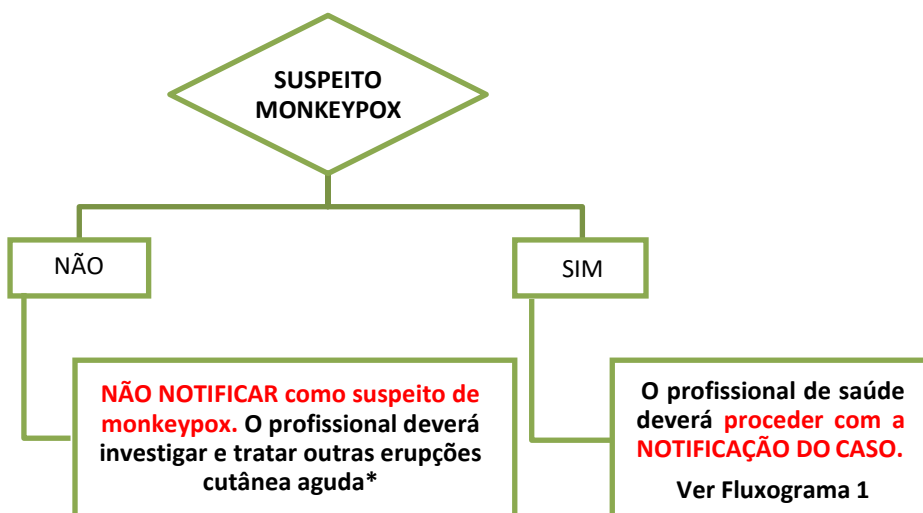 SUSPEITO
MONKEYPOX
NÃO
SIM
NÃO NOTIFICAR como suspeito de
monkeypox. O profissional deverá
investigar e tratar outras erupções
cutânea aguda*
O profissional de saúde
deverá proceder com a
NOTIFICAÇÃO DO CASO.
Ver Fluxograma 1